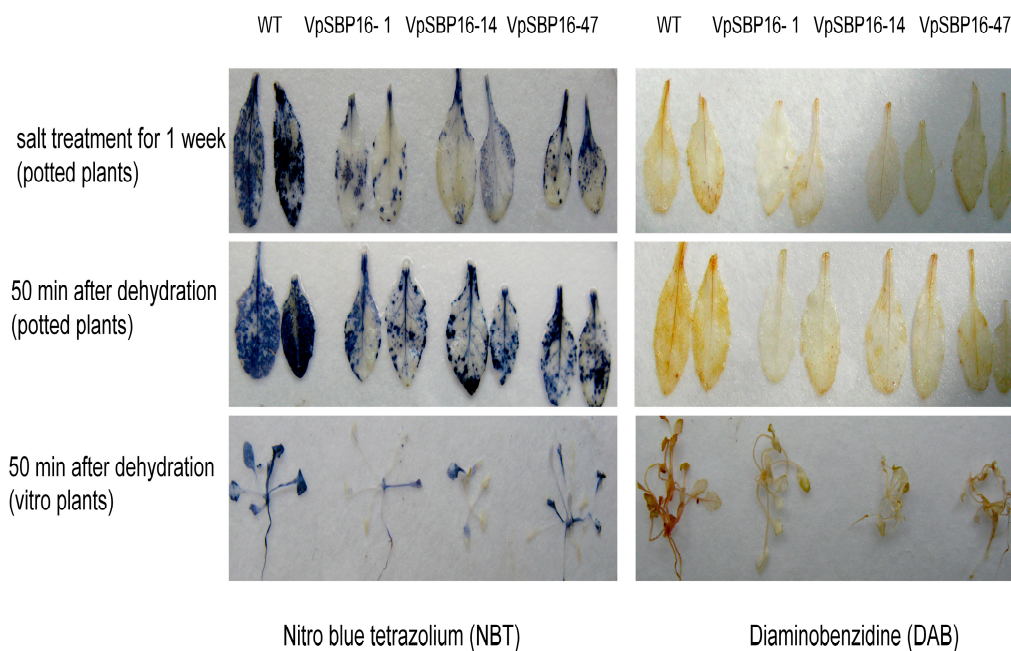 WT VpSBP16- 1 VpSBP16-14 VpSBP16-47 WT VpSBP16- 1 VpSBP16-14 VpSBP16-47
salt treatment for 1 week
(potted plants)
50 min after dehydration
(potted plants)
50 min after dehydration
(vitro plants)
Nitro blue tetrazolium (NBT) Diaminobenzidine (DAB)